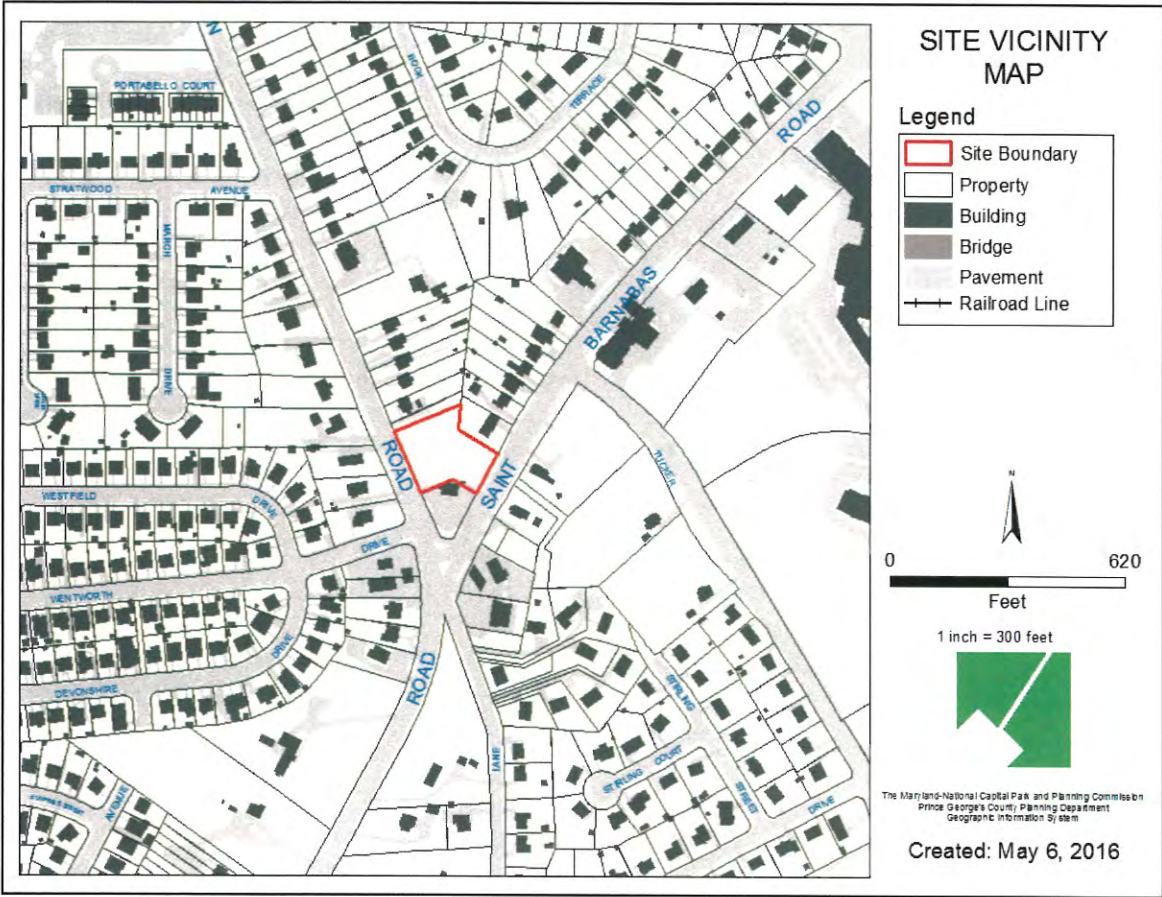 SITE VICINITY
MAP
Legend
Site Boundary
Property
Building
Bridge
Pavement
Railroad Line
N
0 620
Feet
1 inch = 300 feet
The Maryland-National Capital Park and Planning Commission
Prince George's County Planning Department
Geographic Information System
Created: May 6, 2016
N
PORTABELLO COURT
STRATWOOD AVENUE
MARCH DRIVE
TERRACE
ROAD
SAINT BARNABAS
ROAD
TUCKER
WESTFIELD DRIVE
WENTWORTH DRIVE
DEVONSHIRE DRIVE
ROAD
LANE
STIRLING
STREET
STIRLING COURT
DRIVE
AVENUE